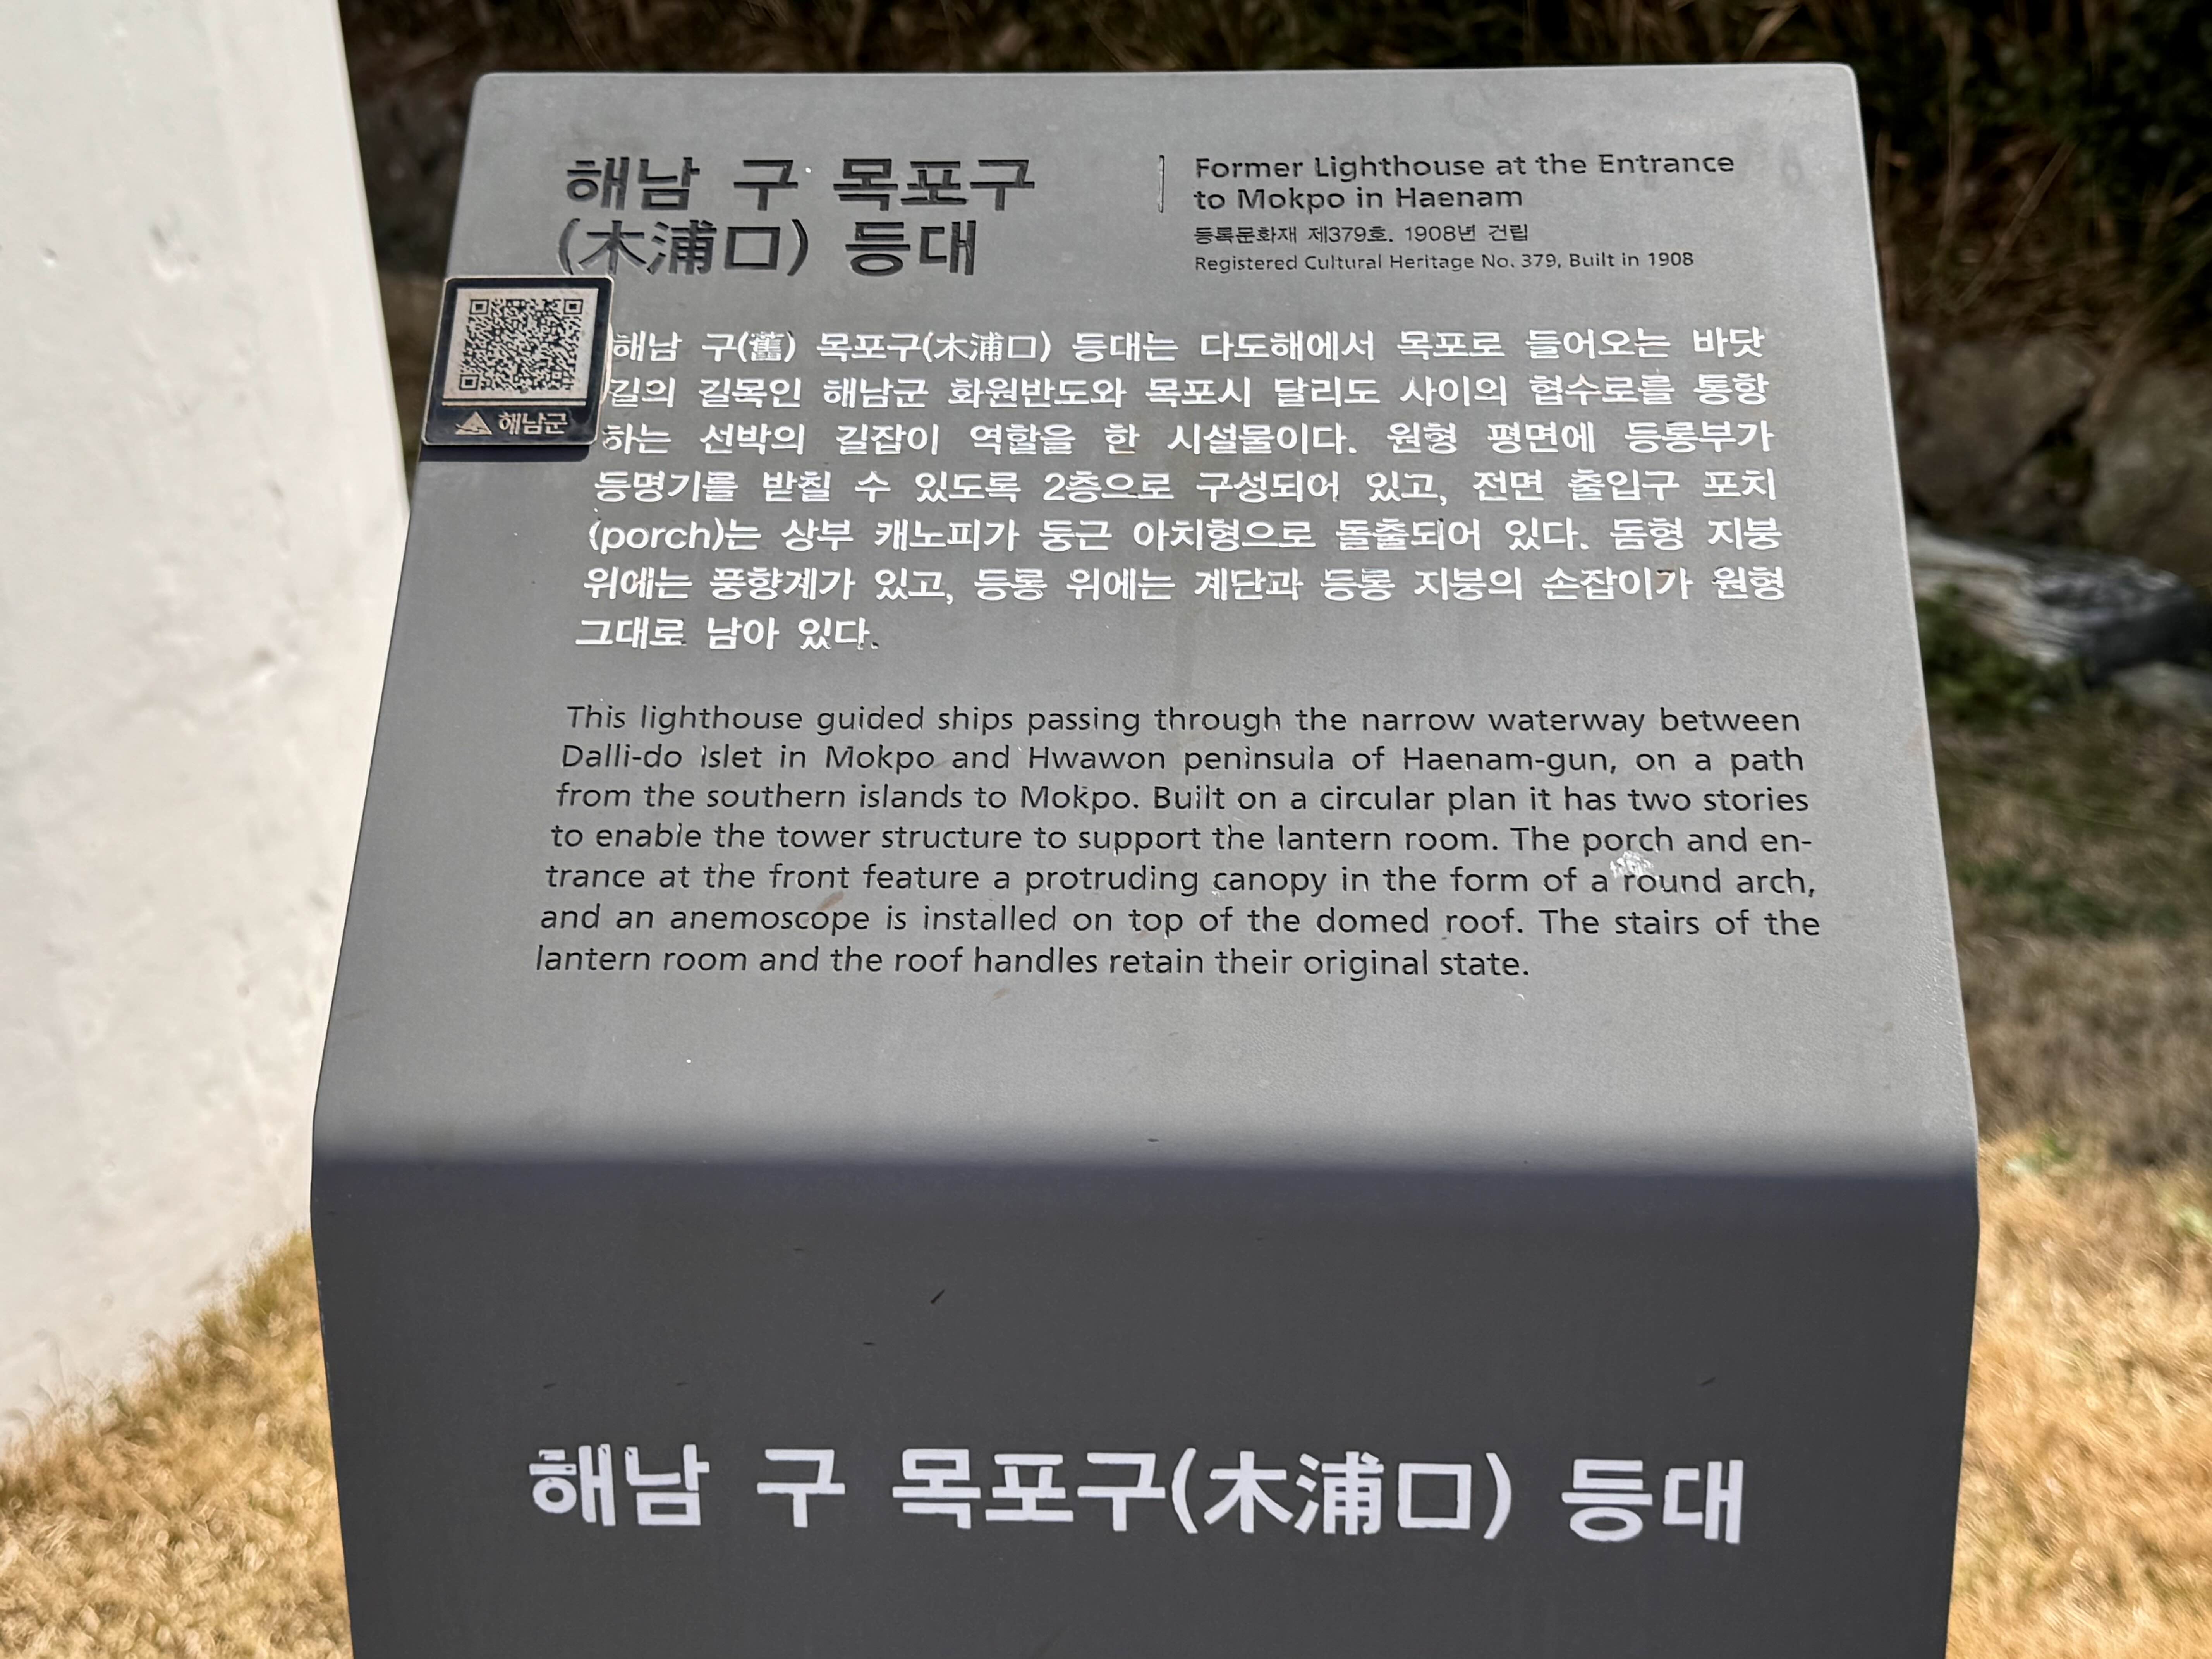 해남 구 목포구
(木浦口) 등대
Former Lighthouse at the Entrance
to Mokpo in Haenam
등록문화재 제379호. 1908년 건립
Registered Cultural Heritage No. 379, Built in 1908
해남군
해남 구(舊) 목포구(木浦口) 등대는 다도해에서 목포로 들어오는 바닷
길의 길목인 해남군 화원반도와 목포시 달리도 사이의 협수로를 통항
하는 선박의 길잡이 역할을 한 시설물이다. 원형 평면에 등롱부가
등명기를 받칠 수 있도록 2층으로 구성되어 있고, 전면 출입구 포치
(porch)는 상부 캐노피가 둥근 아치형으로 돌출되어 있다. 돔형 지붕
위에는 풍향계가 있고, 등롱 위에는 계단과 등롱 지붕의 손잡이가 원형
그대로 남아 있다.
This lighthouse guided ships passing through the narrow waterway between
Dalli-do Islet in Mokpo and Hwawon peninsula of Haenam-gun, on a path
from the southern islands to Mokpo. Built on a circular plan it has two stories
to enable the tower structure to support the lantern room. The porch and en-
trance at the front feature a protruding canopy in the form of a round arch,
and an anemoscope is installed on top of the domed roof. The stairs of the
lantern room and the roof handles retain their original state.
해남 구 목포구(木浦口) 등대